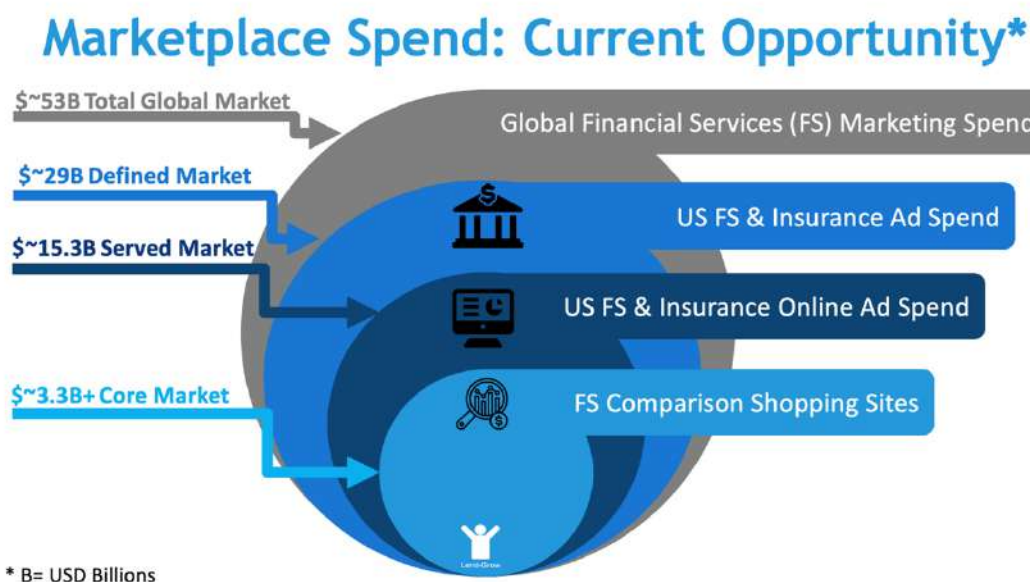 Marketplace Spend: Current Opportunity*
$~53B Total Global Market
Global Financial Services (FS) Marketing Spend
$~29B Defined Market
US FS & Insurance Ad Spend
$~15.3B Served Market
US FS & Insurance Online Ad Spend
$~3.3B+ Core Market
FS Comparison Shopping Sites
* B= USD Billions